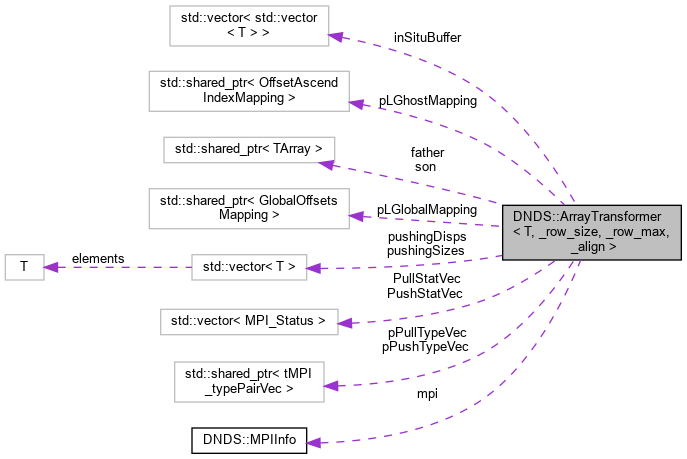 std::vector< std::vector
< T > >
inSituBuffer
std::shared_ptr< OffsetAscend
IndexMapping >
pLGhostMapping
std::shared_ptr< TArray >
father
son
std::shared_ptr< GlobalOffsets
Mapping >
pLGlobalMapping
DNDS::ArrayTransformer
< T, _row_size, _row_max,
_align >
T
elements
std::vector< T >
pushingDisps
pushingSizes
std::vector< MPI_Status >
PullStatVec
PushStatVec
std::shared_ptr< tMPI
_typePairVec >
pPullTypeVec
pPushTypeVec
DNDS::MPIInfo
mpi